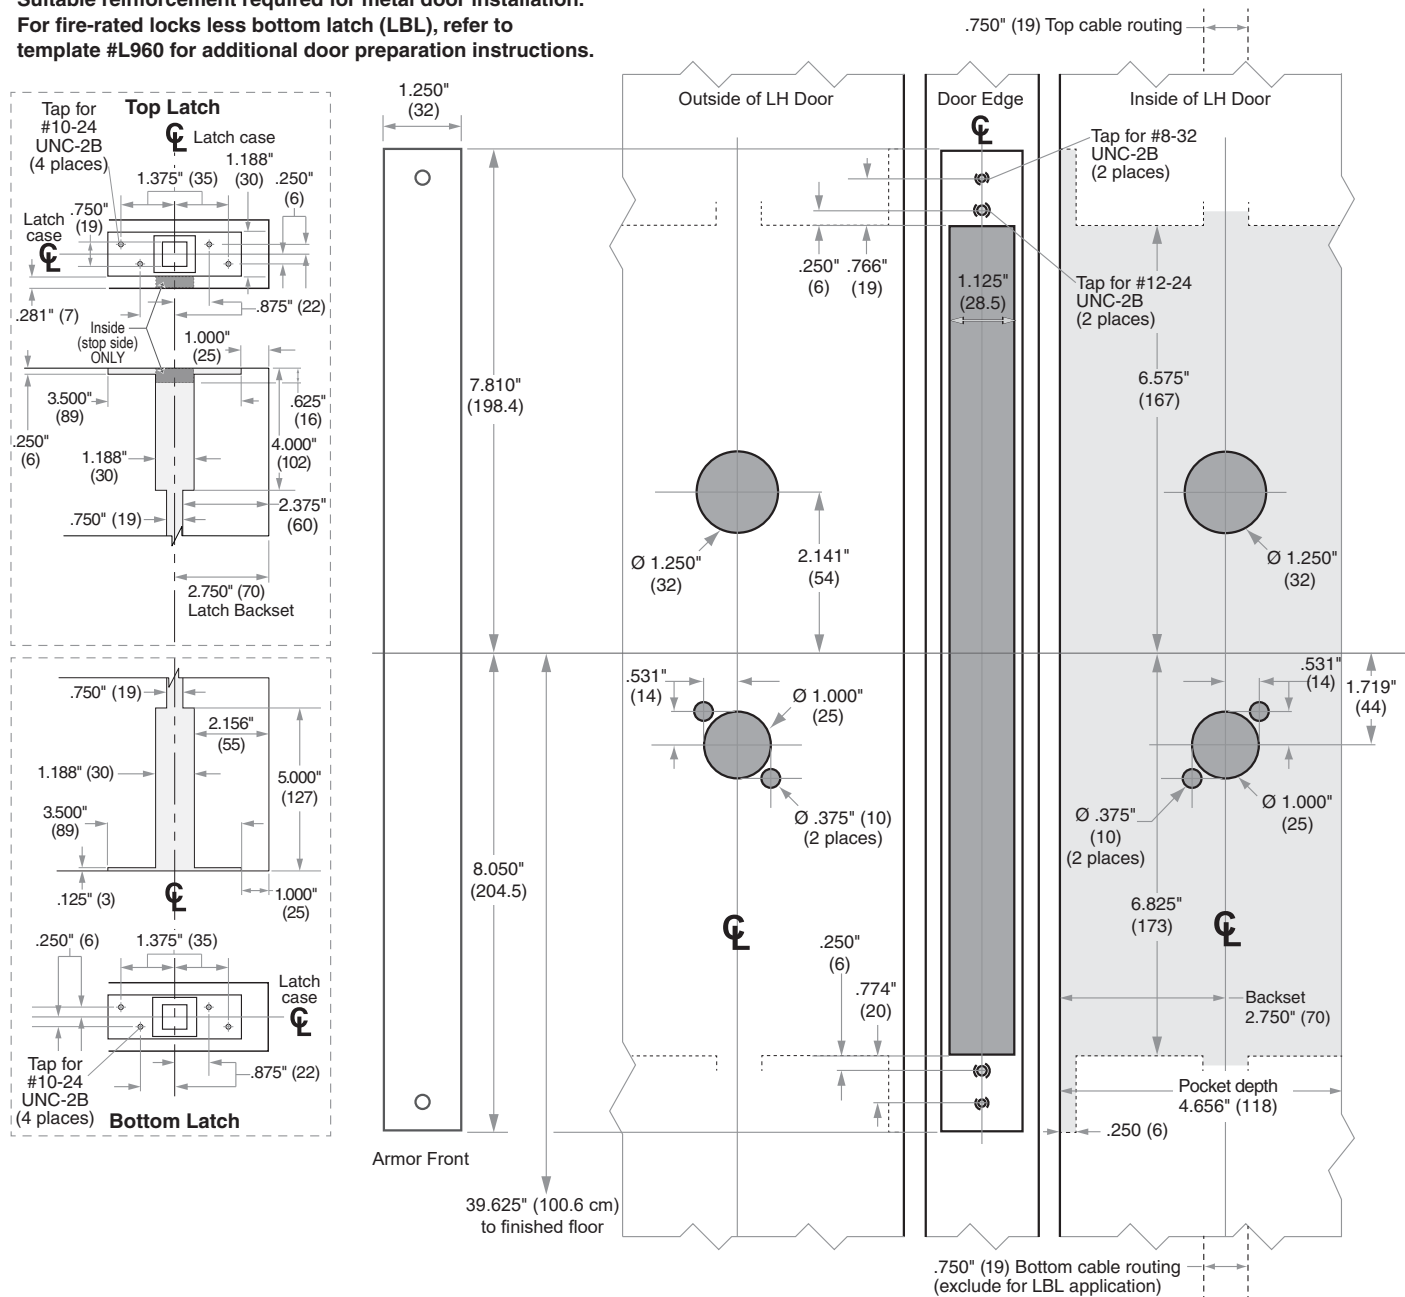 Suitable reinforcement required for metal door installation.
For fire-rated locks less bottom latch (LBL), refer to
template #L960 for additional door preparation instructions.
.750" (19) Top cable routing
Top Latch
Tap for
#10-24
UNC-2B
(4 places)
℄ Latch case
1.375" (35)
1.188"
(30)
.250"
(6)
.750"
(19)
Latch
case
℄
.281" (7)
.875" (22)
Inside
(stop side)
ONLY
1.000"
(25)
3.500"
(89)
.625"
(16)
.250"
(6)
1.188"
(30)
4.000"
(102)
.750" (19)
2.375"
(60)
2.750" (70)
Latch Backset
.750" (19)
2.156"
(55)
1.188" (30)
5.000"
(127)
3.500"
(89)
.125" (3)
℄
1.000"
(25)
.250" (6)
1.375" (35)
Latch
case
℄
Tap for
#10-24
UNC-2B
(4 places)
.875" (22)
Bottom Latch
1.250"
(32)
7.810"
(198.4)
8.050"
(204.5)
Armor Front
39.625" (100.6 cm)
to finished floor
Outside of LH Door
.250"
(6)
.766"
(19)
Ø 1.250"
(32)
2.141"
(54)
.531"
(14)
Ø 1.000"
(25)
Ø .375" (10)
(2 places)
℄
.250"
(6)
.774"
(20)
Door Edge
℄
1.125"
(28.5)
Inside of LH Door
Tap for #8-32
UNC-2B
(2 places)
Tap for #12-24
UNC-2B
(2 places)
6.575"
(167)
Ø 1.250"
(32)
.531"
(14)
1.719"
(44)
Ø 1.000"
(25)
Ø .375"
(10)
(2 places)
6.825"
(173)
℄
Backset
2.750" (70)
Pocket depth
4.656" (118)
.250 (6)
.750" (19) Bottom cable routing
(exclude for LBL application)